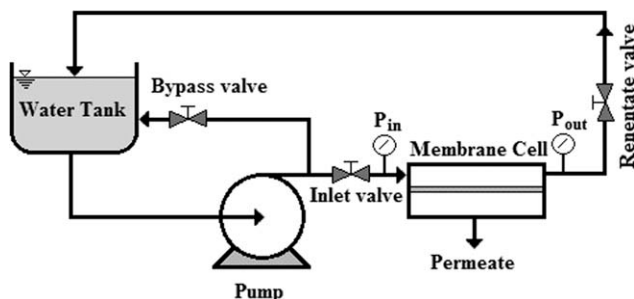 Water Tank
Bypass valve
Pin
Pout
Renentate valve
Membrane Cell
Inlet valve
Permeate
Pump